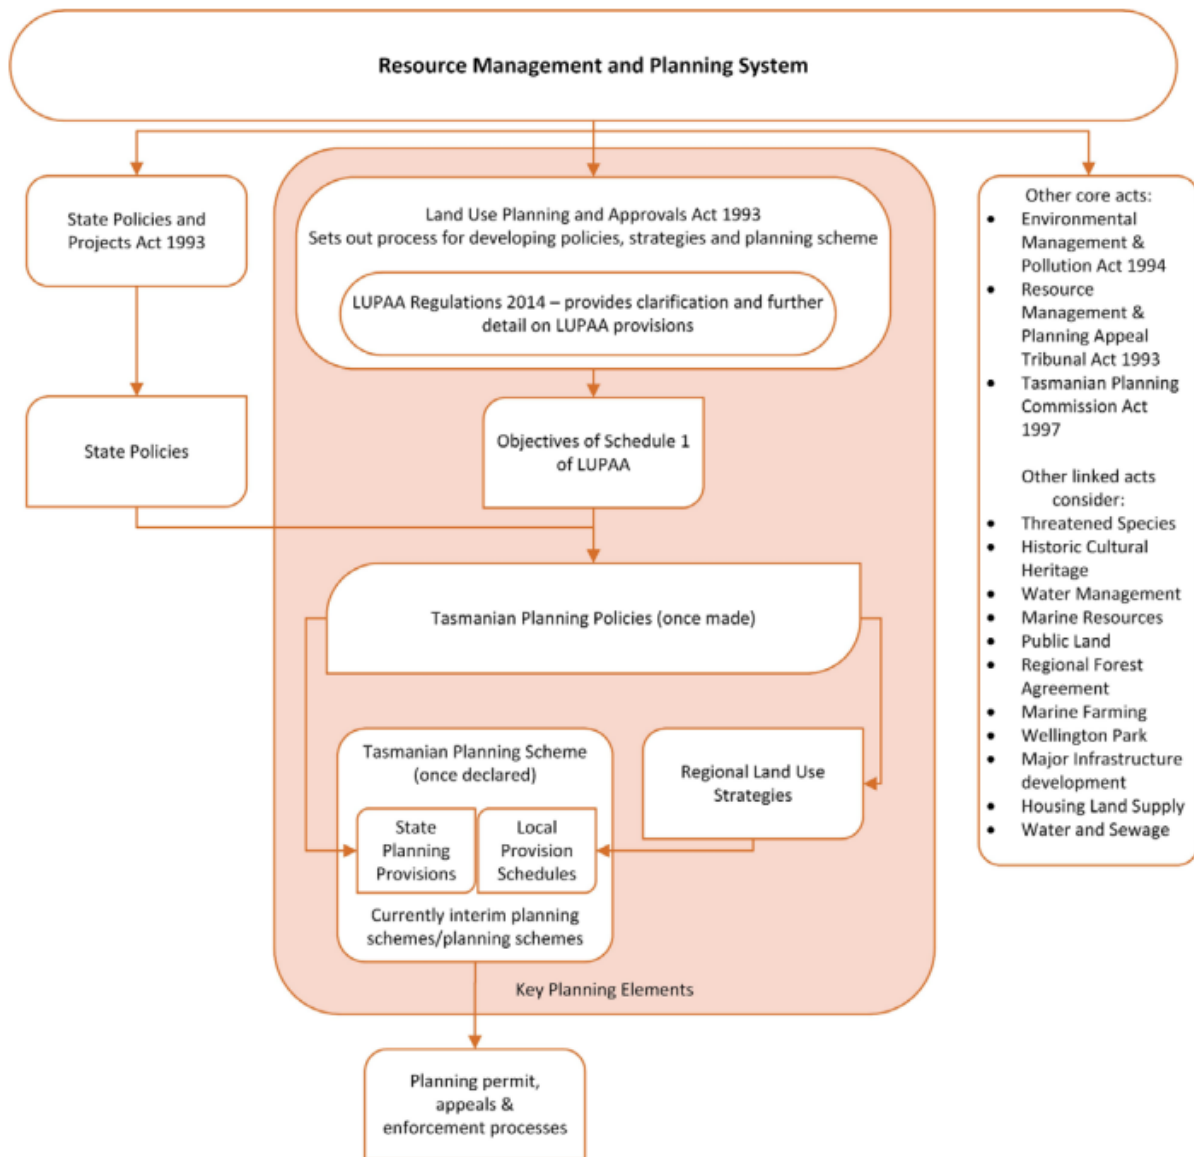 Resource Management and Planning System
State Policies and
Projects Act 1993
State Policies
Land Use Planning and Approvals Act 1993
Sets out process for developing policies, strategies and planning scheme
LUPAA Regulations 2014 – provides clarification and further
detail on LUPAA provisions
Objectives of Schedule 1
of LUPAA
Tasmanian Planning Policies (once made)
Tasmanian Planning Scheme
(once declared)
State
Planning
Provisions
Local
Provision
Schedules
Currently interim planning
schemes/planning schemes
Regional Land Use
Strategies
Key Planning Elements
Planning permit,
appeals &
enforcement processes
Other core acts:
• Environmental
Management &
Pollution Act 1994
• Resource
Management &
Planning Appeal
Tribunal Act 1993
• Tasmanian Planning
Commission Act
1997
Other linked acts
consider:
• Threatened Species
• Historic Cultural
Heritage
• Water Management
• Marine Resources
• Public Land
• Regional Forest
Agreement
• Marine Farming
• Wellington Park
• Major Infrastructure
development
• Housing Land Supply
• Water and Sewage